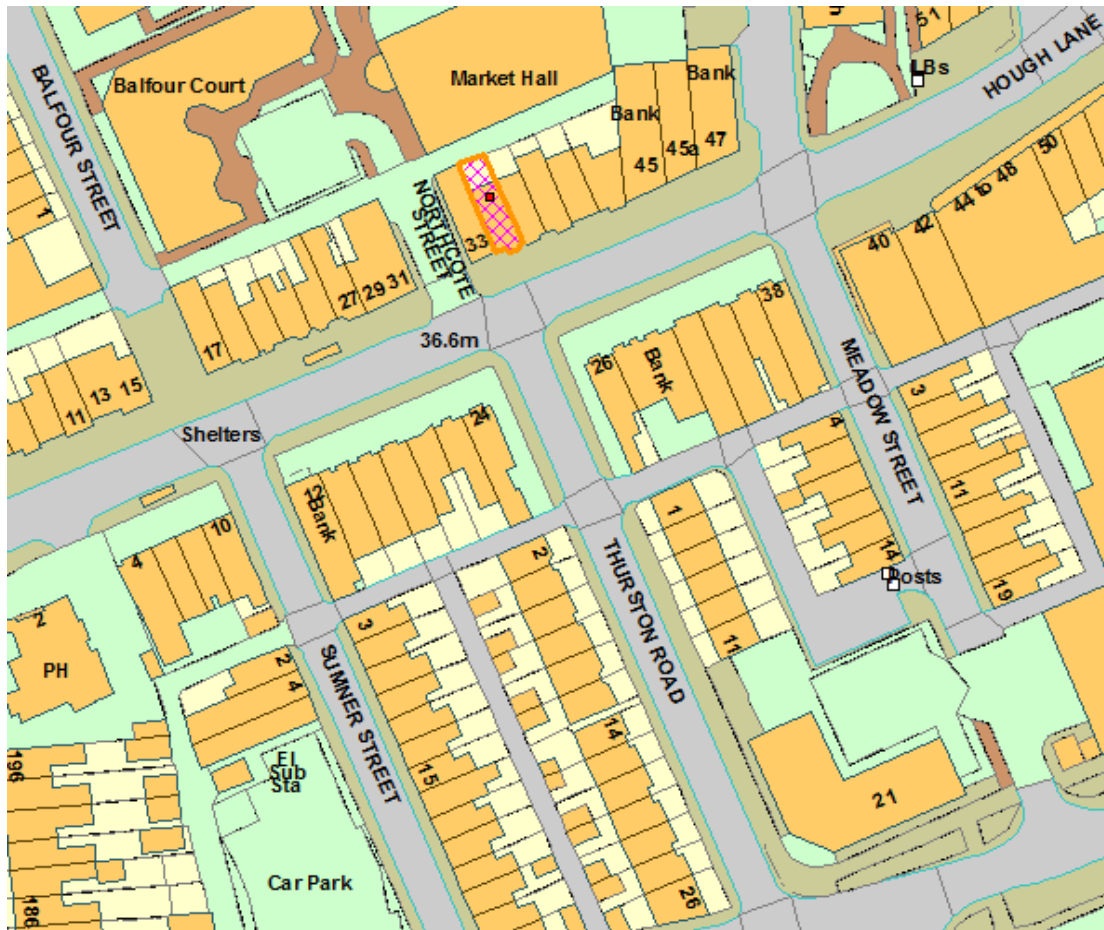 51
LBs
HOUGH LANE
BALFOUR STREET
Balfour Court
Market Hall
Bank
Bank
45
45a
47
1
NORTHCOTE
STREET
33
50
44 to 48
42
40
27
29
31
17
36.6m
38
26
Bank
11
13
15
Shelters
24
12
Bank
MEADOW STREET
3
4
11
10
4
1
2
14
Posts
19
2
PH
3
THURSTON ROAD
11
2
4
SUMNER STREET
14
15
El
Sub
Sta
21
196
Car Park
186
26